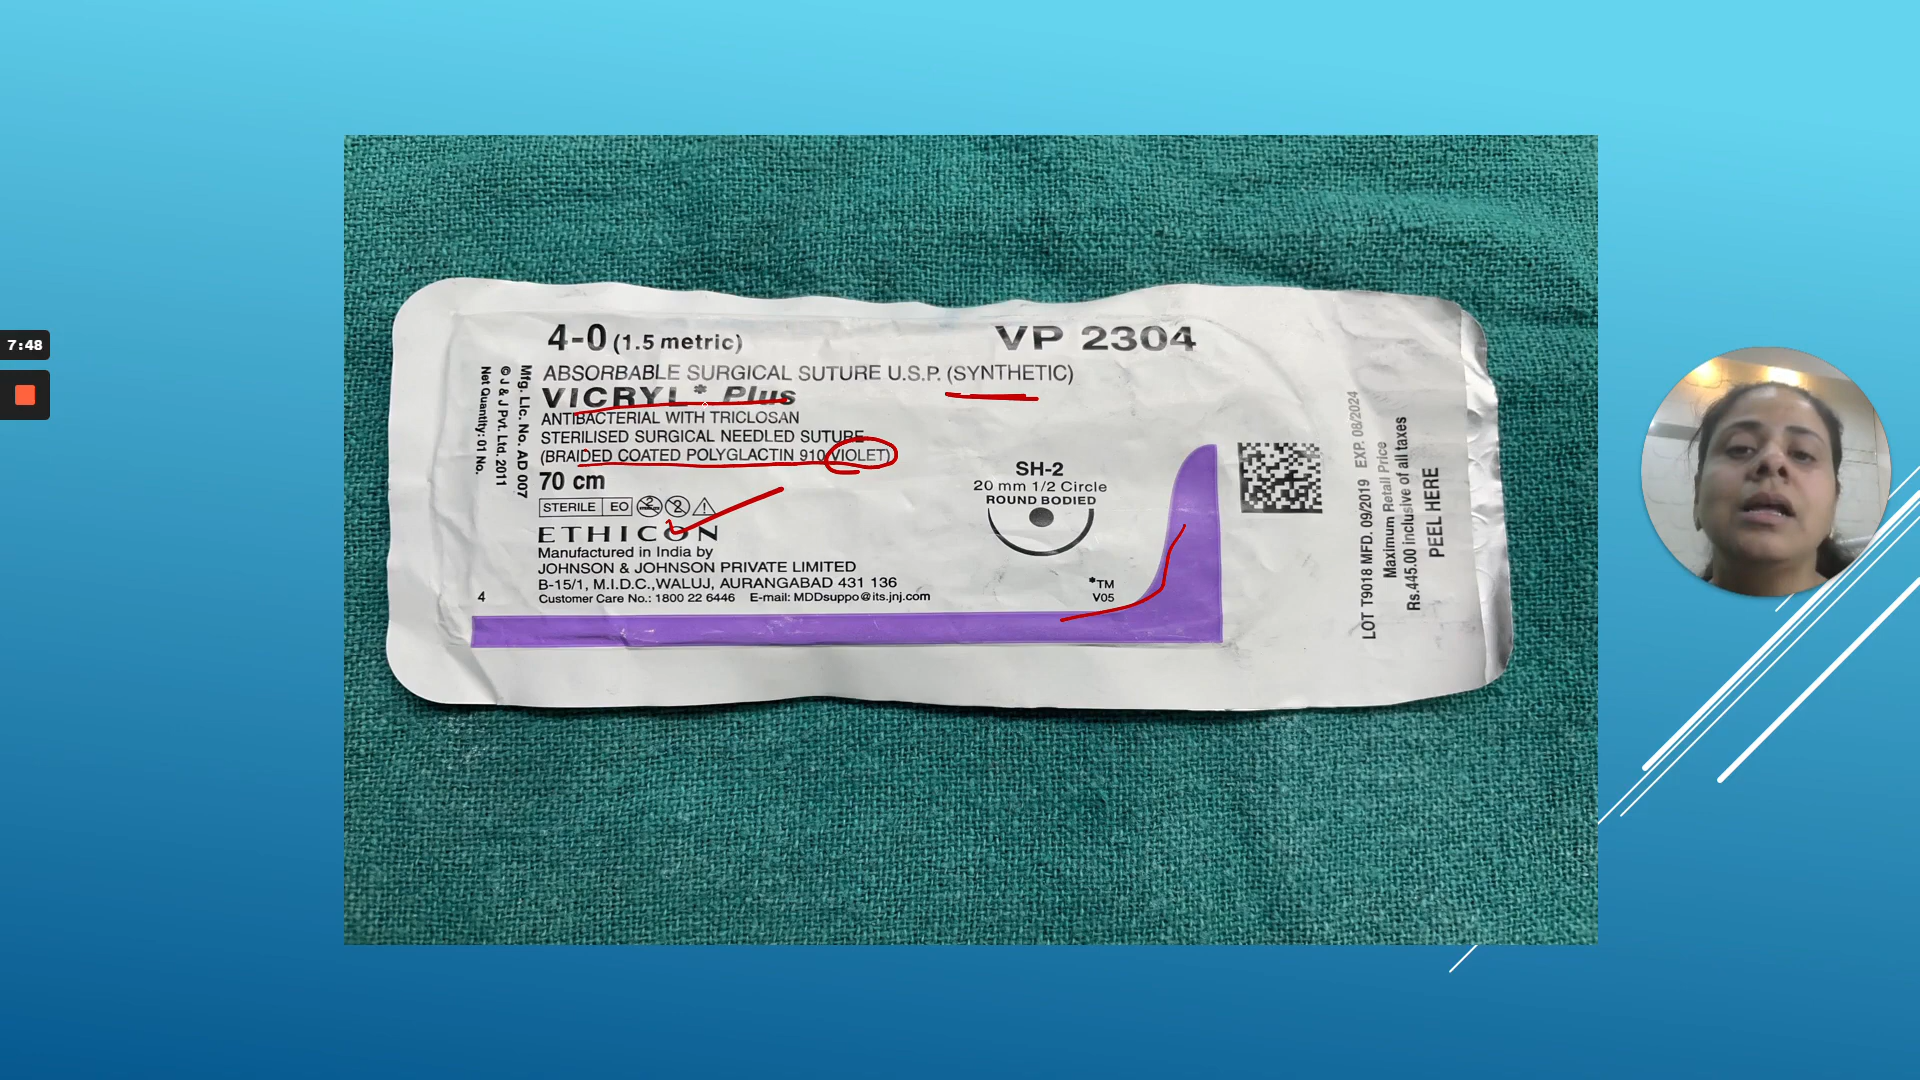 7:48
4-0 (1.5 metric)
VP 2304
ABSORBABLE SURGICAL SUTURE U.S.P. (SYNTHETIC)
VICRYL* Plus
ANTIBACTERIAL WITH TRICLOSAN
STERILISED SURGICAL NEEDLED SUTURE
(BRAIDED COATED POLYGLACTIN 910 VIOLET)
70 cm
STERILE EO
ETHICON
Manufactured in India by
JOHNSON & JOHNSON PRIVATE LIMITED
B-15/1, M.I.D.C.,WALUJ, AURANGABAD 431 136
Customer Care No.: 1800 22 6446 E-mail: MDDsuppo@its.jnj.com
4
Mfg. Lic. No. AD 007
© J & J Pvt. Ltd. 2011
Net Quantity: 01 No.
SH-2
20 mm 1/2 Circle
ROUND BODIED
*TM
V05
LOT T9018 MFD. 09/2019 EXP. 08/2024
Maximum Retail Price
Rs.445.00 inclusive of all taxes
PEEL HERE